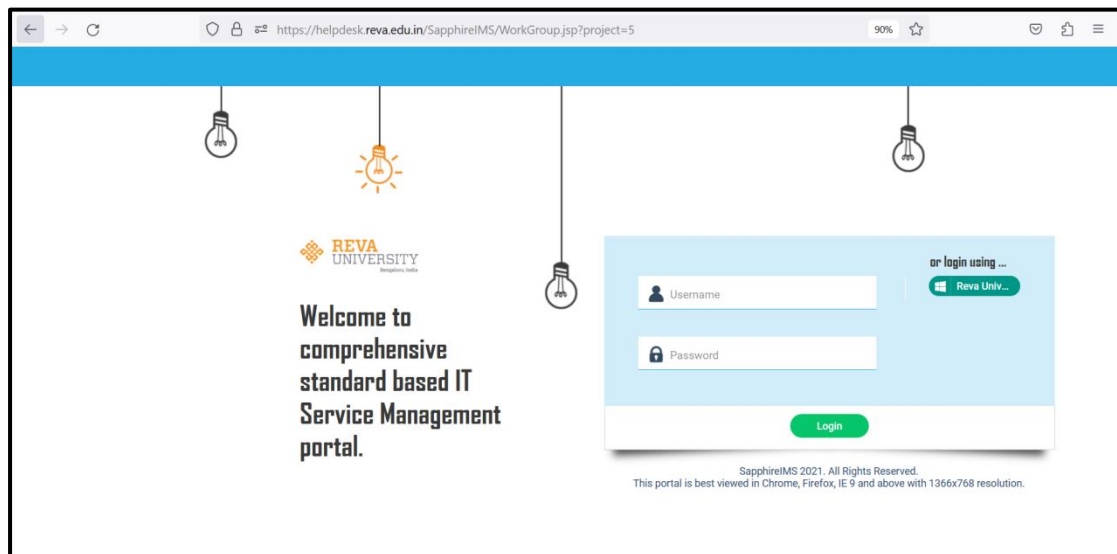 https://helpdesk.reva.edu.in/SapphireIMS/WorkGroup.jsp?project=5
90%
REVA
UNIVERSITY
Bengaluru, India
Welcome to
comprehensive
standard based IT
Service Management
portal.
Username
Password
or login using ...
Reva Univ...
Login
SapphireIMS 2021. All Rights Reserved.
This portal is best viewed in Chrome, Firefox, IE 9 and above with 1366x768 resolution.